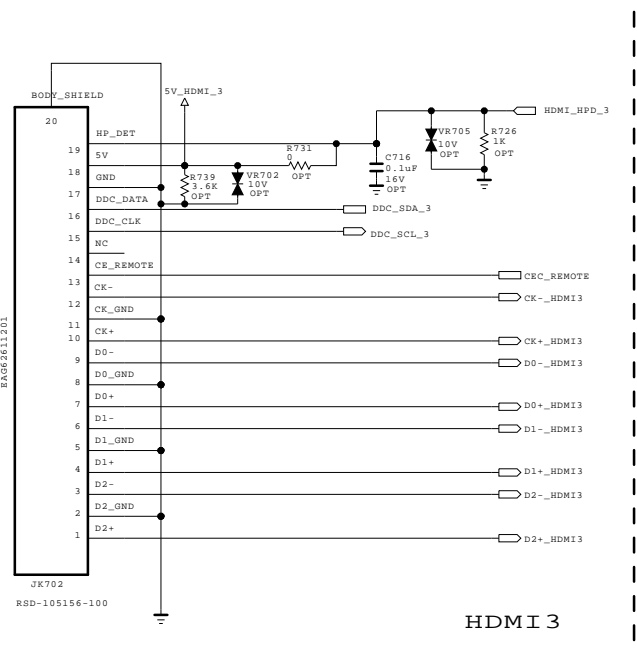 BODY_SHIELD
20
5V_HDMI_3
HDMI_HPD_3
VR705
10V
OPT
R726
1K
OPT
R731
0
OPT
C716
0.1uF
16V
OPT
R739
3.6K
OPT
VR702
10V
OPT
19 HP_DET
18 5V
17 GND
16 DDC_DATA
DDC_SDA_3
15 DDC_CLK
DDC_SCL_3
14 NC
13 CE_REMOTE
CEC_REMOTE
12 CK-
CK-_HDMI3
11 CK_GND
10 CK+
CK+_HDMI3
9 D0-
D0-_HDMI3
8 D0_GND
7 D0+
D0+_HDMI3
6 D1-
D1-_HDMI3
5 D1_GND
4 D1+
D1+_HDMI3
3 D2-
D2-_HDMI3
2 D2_GND
1 D2+
D2+_HDMI3
EAG62611201
JK702
RSD-105156-100
HDMI3